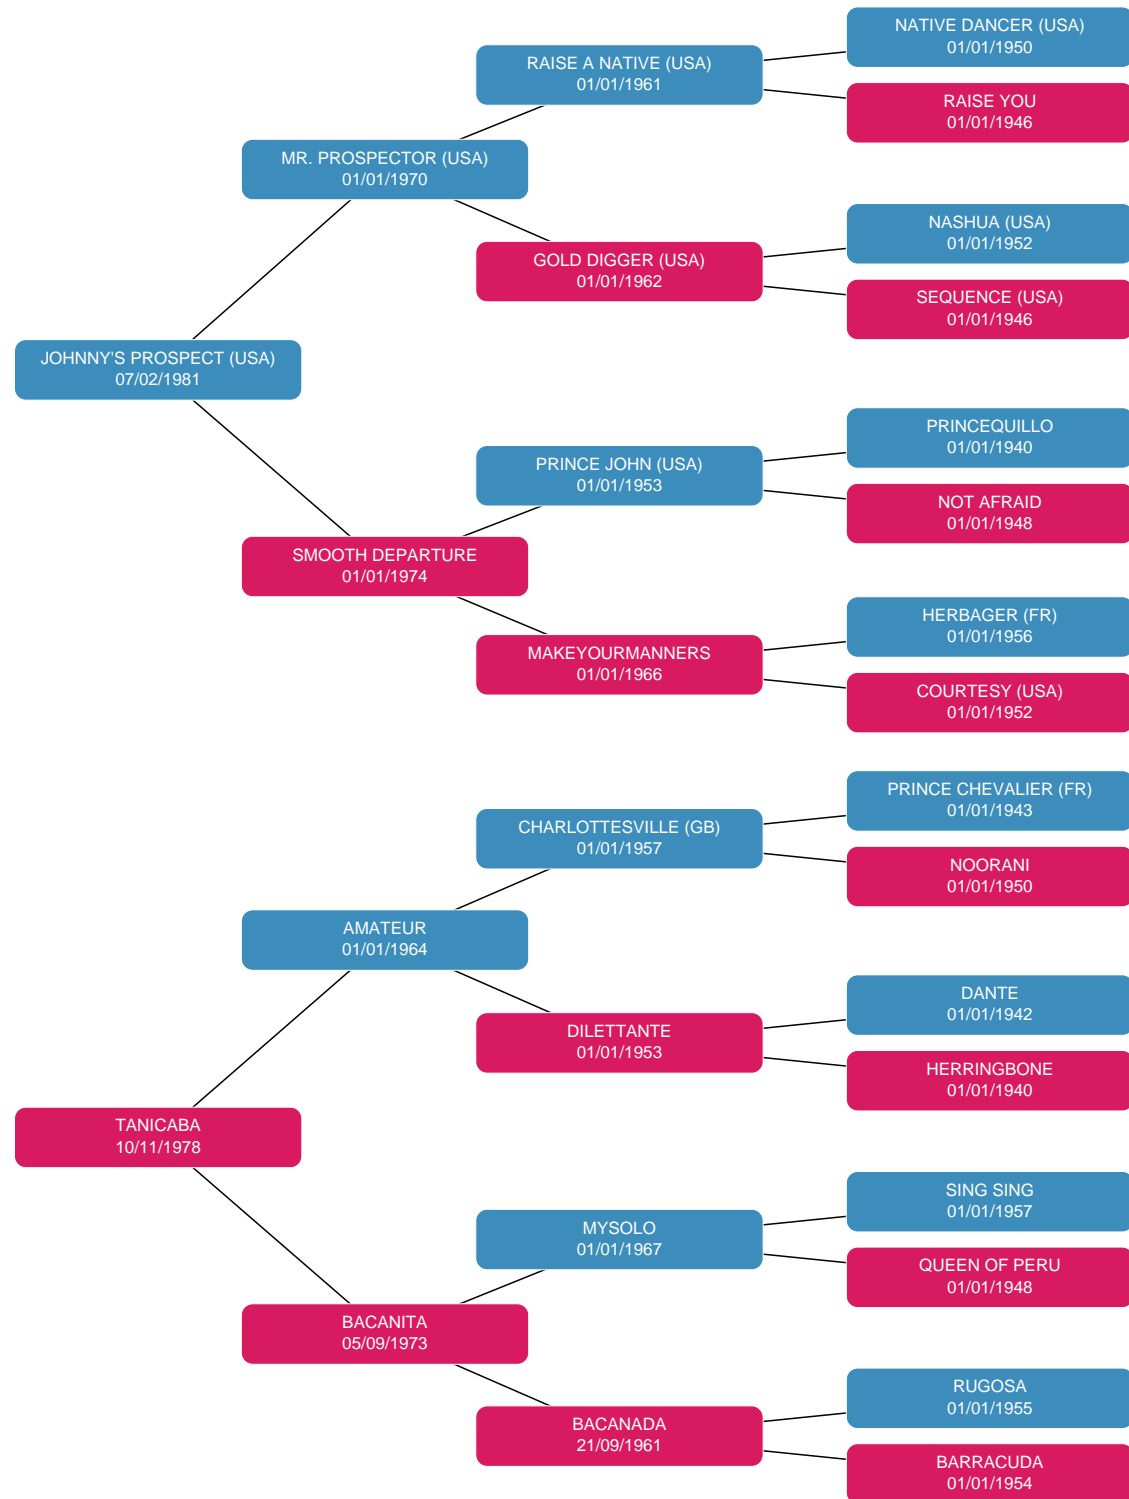 NATIVE DANCER (USA)
01/01/1950
RAISE A NATIVE (USA)
01/01/1961
RAISE YOU
01/01/1946
MR. PROSPECTOR (USA)
01/01/1970
NASHUA (USA)
01/01/1952
GOLD DIGGER (USA)
01/01/1962
SEQUENCE (USA)
01/01/1946
JOHNNY'S PROSPECT (USA)
07/02/1981
PRINCEQUILLO
01/01/1940
PRINCE JOHN (USA)
01/01/1953
NOT AFRAID
01/01/1948
SMOOTH DEPARTURE
01/01/1974
HERBAGER (FR)
01/01/1956
MAKEYOURMANNERS
01/01/1966
COURTESY (USA)
01/01/1952
PRINCE CHEVALIER (FR)
01/01/1943
CHARLOTTESVILLE (GB)
01/01/1957
NOORANI
01/01/1950
AMATEUR
01/01/1964
DANTE
01/01/1942
DILETTANTE
01/01/1953
HERRINGBONE
01/01/1940
TANICABA
10/11/1978
SING SING
01/01/1957
MYSOLO
01/01/1967
QUEEN OF PERU
01/01/1948
BACANITA
05/09/1973
RUGOSA
01/01/1955
BACANADA
21/09/1961
BARRACUDA
01/01/1954